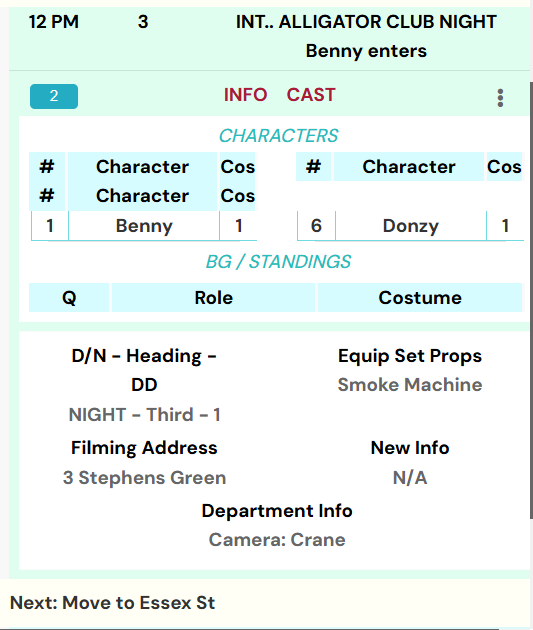 12 PM 3 INT.. ALLIGATOR CLUB NIGHT
Benny enters
2 INFO CAST
CHARACTERS
# Character Cos # Character Cos
# Character Cos
1 Benny 1 6 Donzy 1
BG / STANDINGS
Q Role Costume
D/N - Heading - Equip Set Props
DD Smoke Machine
NIGHT - Third - 1
Filming Address New Info
3 Stephens Green N/A
Department Info
Camera: Crane
Next: Move to Essex St